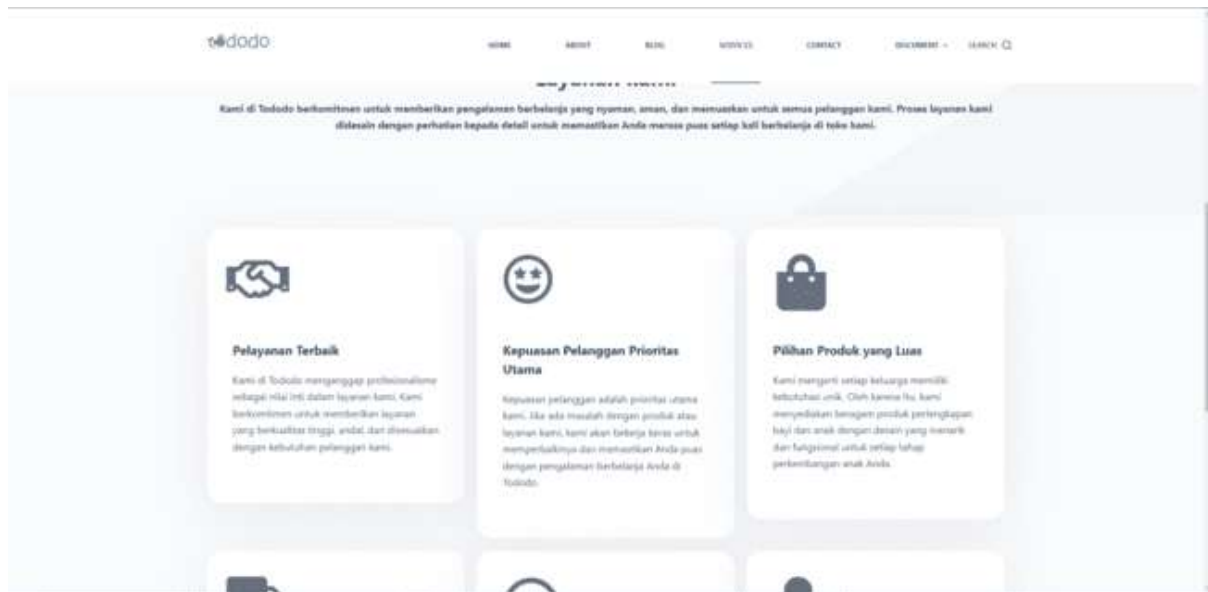 tododo
HOME ABOUT BLOG SERVICES CONTACT DOCUMENT SEARCH
Layanan Kami
Kami di Tododo berkomitmen untuk memberikan pengalaman berbelanja yang nyaman, aman, dan memuaskan untuk semua pelanggan kami. Proses layanan kami
didesain dengan perhatian kepada detail untuk memastikan Anda merasa puas setiap kali berbelanja di toko kami.
Pelayanan Terbaik
Kami di Tododo menganggap profesionalisme
sebagai nilai inti dalam layanan kami. Kami
berkomitmen untuk memberikan layanan
yang berkualitas tinggi, andal, dan disesuaikan
dengan kebutuhan pelanggan kami.
Kepuasan Pelanggan Prioritas
Utama
Kepuasan pelanggan adalah prioritas utama
kami. Jika ada masalah dengan produk atau
layanan kami, kami akan bekerja keras untuk
memperbaikinya dan memastikan Anda puas
dengan pengalaman berbelanja Anda di
Tododo.
Pilihan Produk yang Luas
Kami mengerti setiap keluarga memiliki
kebutuhan unik. Oleh karena itu, kami
menyediakan beragam produk perlengkapan
bayi dan anak dengan desain yang menarik
dan fungsional untuk setiap tahap
perkembangan anak Anda.